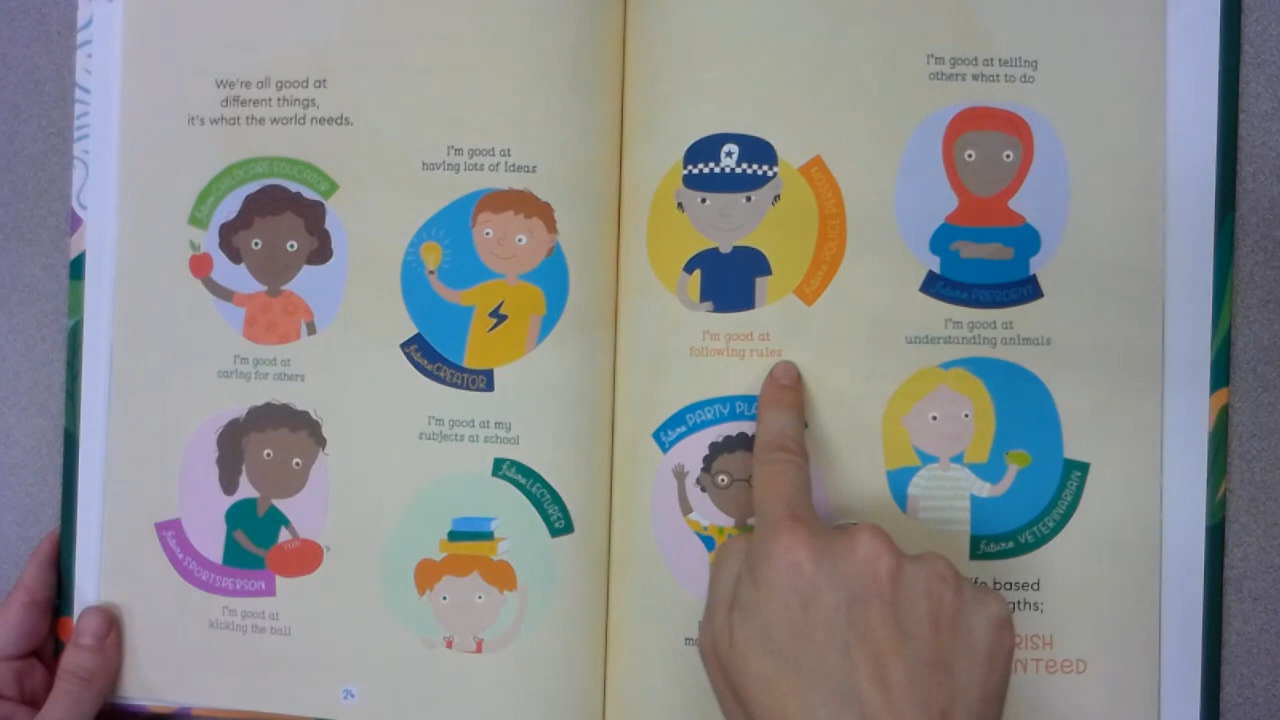 We're all good at
different things,
it's what the world needs.
future CHILDCARE EDUCATOR
I'm good at
caring for others
I'm good at
having lots of ideas
future CREATOR
future SPORTSPERSON
I'm good at
kicking the ball
I'm good at my
subjects at school
future LECTURER
24
future POLICE PERSON
I'm good at
following rules
I'm good at telling
others what to do
future PRESIDENT
future PARTY
I'm good at
understanding animals
future VETERINARIAN
based